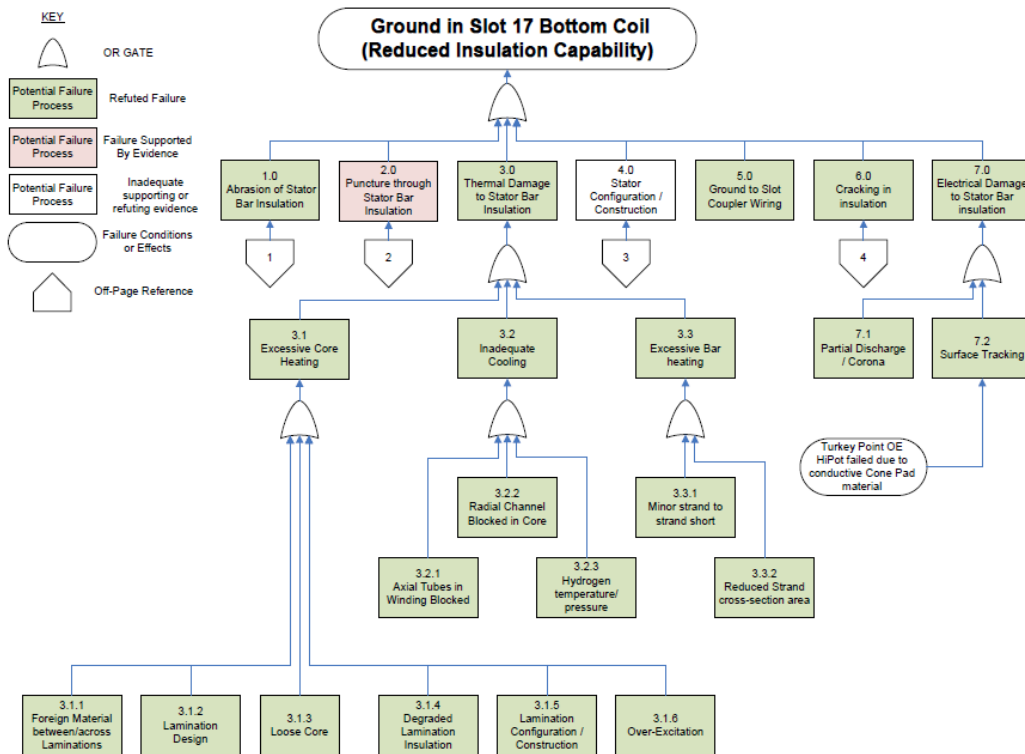 KEY
OR GATE
Potential Failure
Process
Refuted Failure
Potential Failure
Process
Failure Supported
By Evidence
Potential Failure
Process
Inadequate
supporting or
refuting evidence
Failure Conditions
or Effects
Off-Page Reference
Ground in Slot 17 Bottom Coil
(Reduced Insulation Capability)
1.0
Abrasion of Stator
Bar Insulation
2.0
Puncture through
Stator Bar
Insulation
3.0
Thermal Damage
to Stator Bar
Insulation
4.0
Stator
Configuration /
Construction
5.0
Ground to Slot
Coupler Wiring
6.0
Cracking in
insulation
7.0
Electrical Damage
to Stator Bar
insulation
1
2
3
4
3.1
Excessive Core
Heating
3.2
Inadequate
Cooling
3.3
Excessive Bar
heating
7.1
Partial Discharge
/ Corona
7.2
Surface Tracking
Turkey Point OE
HiPot failed due to
conductive Cone Pad
material
3.2.2
Radial Channel
Blocked in Core
3.3.1
Minor strand to
strand short
3.2.1
Axial Tubes in
Winding Blocked
3.2.3
Hydrogen
temperature/
pressure
3.3.2
Reduced Strand
cross-section area
3.1.1
Foreign Material
between/across
Laminations
3.1.2
Lamination
Design
3.1.3
Loose Core
3.1.4
Degraded
Lamination
Insulation
3.1.5
Lamination
Configuration /
Construction
3.1.6
Over-Excitation